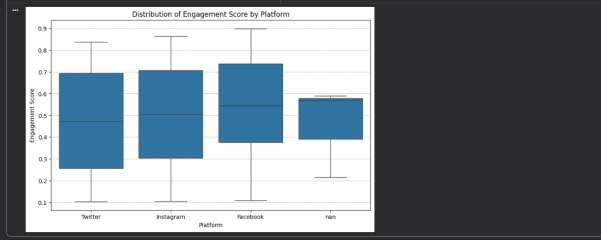 ...
Distribution of Engagement Score by Platform
0.9
0.8
0.7
0.6
0.5
0.4
0.3
0.2
0.1
Engagement Score
Twitter Instagram Facebook nan
Platform